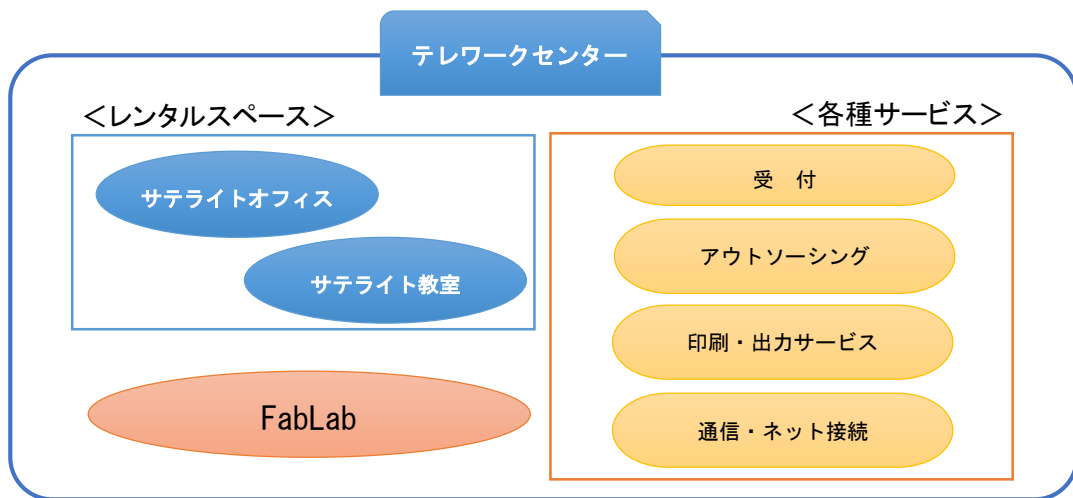 テレワークセンター
＜レンタルスペース＞
サテライトオフィス
サテライト教室
FabLab
＜各種サービス＞
受　付
アウトソーシング
印刷・出力サービス
通信・ネット接続